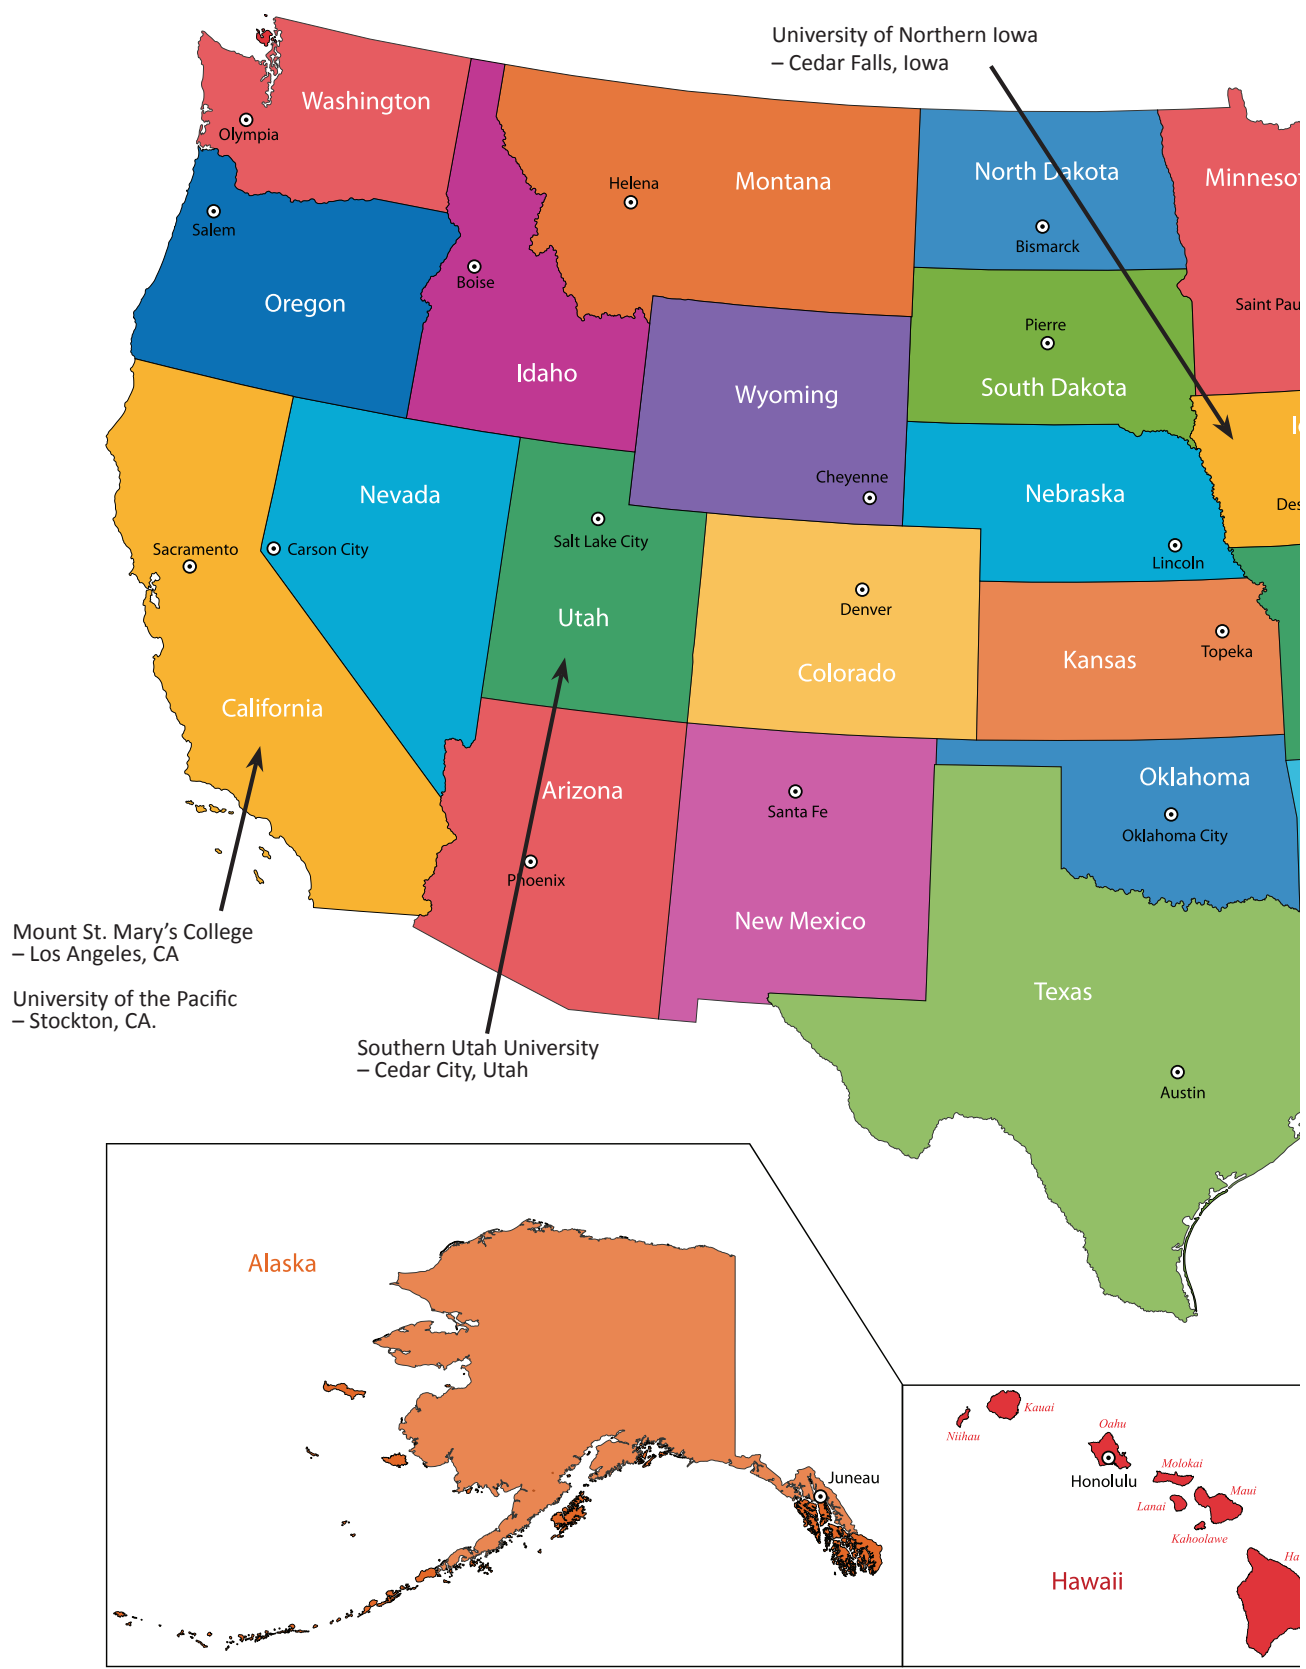 University of Northern Iowa
– Cedar Falls, Iowa
Washington
Olympia
North Dakota
Montana
Minnesot
Helena
Salem
Bismarck
Boise
Oregon
Saint Pau
Pierre
Idaho
South Dakota
Wyoming
Cheyenne
Nevada
Nebraska
Des
Salt Lake City
Sacramento
Carson City
Lincoln
Denver
Utah
Topeka
Kansas
Colorado
California
Oklahoma
Arizona
Santa Fe
Oklahoma City
Phoenix
New Mexico
Mount St. Mary’s College
– Los Angeles, CA
University of the Pacific
– Stockton, CA.
Texas
Southern Utah University
– Cedar City, Utah
Austin
Alaska
Kauai
Niihau
Oahu
Honolulu
Molokai
Juneau
Maui
Lanai
Kahoolawe
Ha
Hawaii